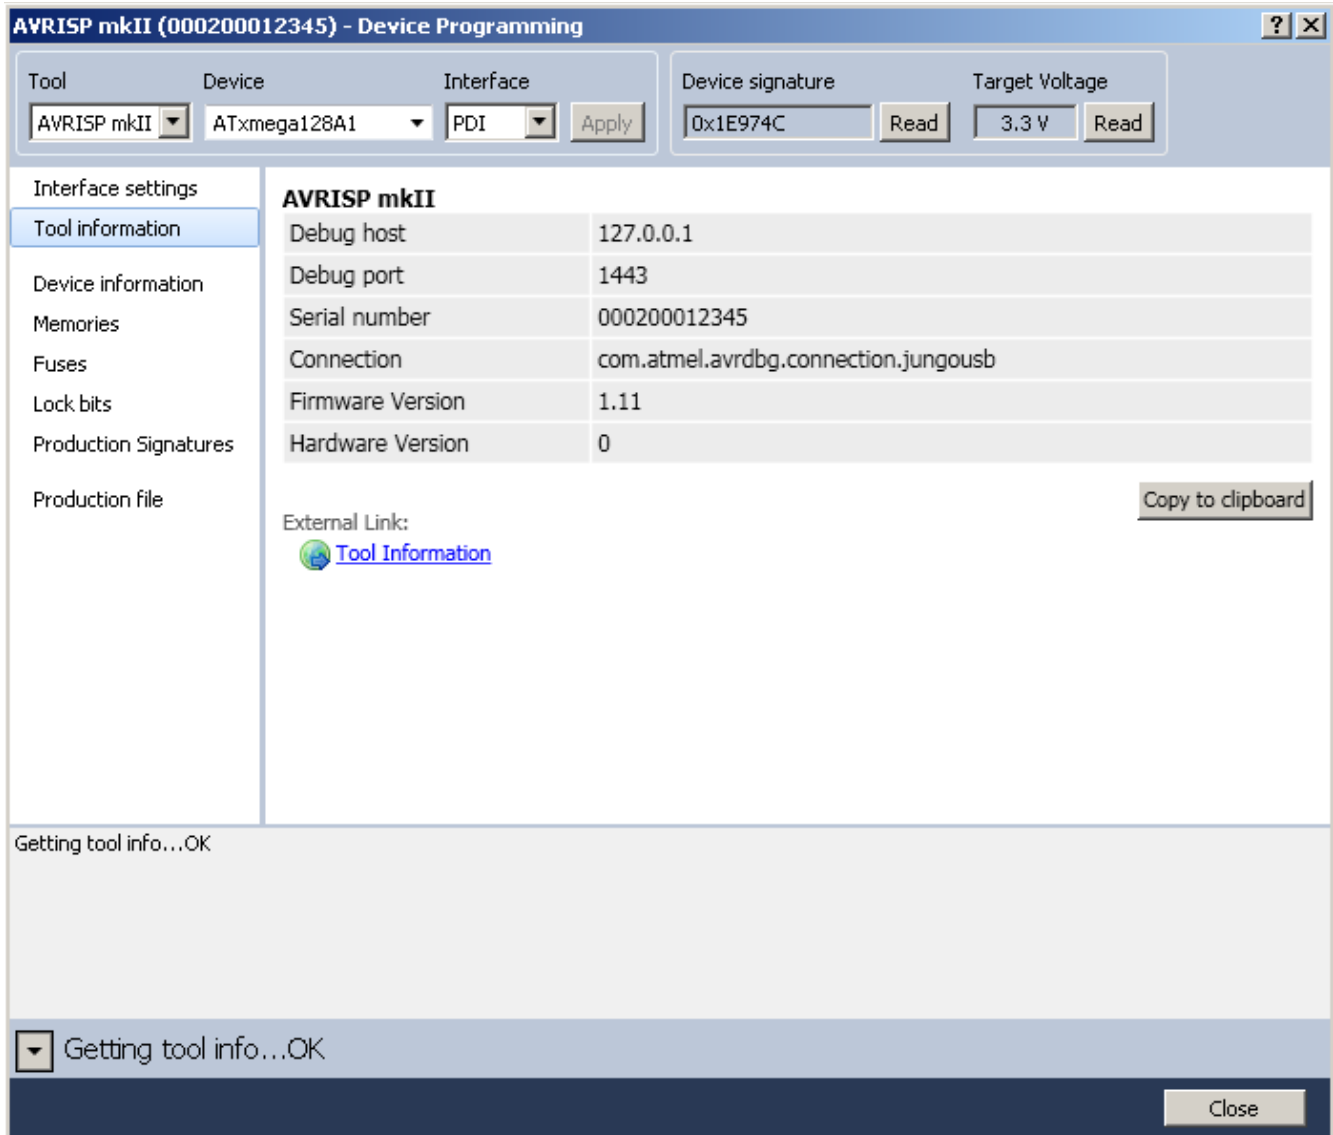 AVRISP mkII (000200012345) - Device Programming
Tool Device Interface Device signature Target Voltage
AVRISP mkII ATxmega128A1 PDI Apply 0x1E974C Read 3.3 V Read
Interface settings
Tool information
Device information
Memories
Fuses
Lock bits
Production Signatures
Production file
AVRISP mkII
Debug host 127.0.0.1
Debug port 1443
Serial number 000200012345
Connection com.atmel.avrdbg.connection.jungousb
Firmware Version 1.11
Hardware Version 0
Copy to clipboard
External Link:
Tool Information
Getting tool info...OK
Getting tool info...OK
Close